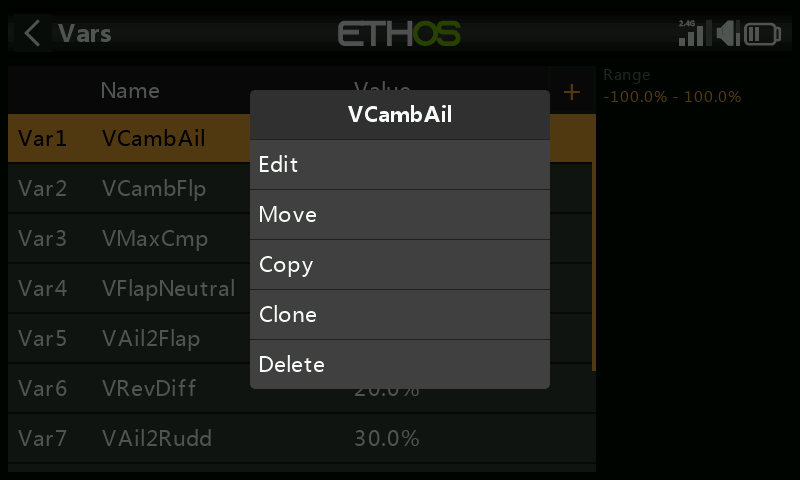 Vars
ETHOS
2.4G
Name Value +
Range
-100.0% - 100.0%
VCambAil
Var1 VCambAil
Edit
Var2 VCambFlp
Move
Var3 VMaxCmp
Copy
Var4 VFlapNeutral
Clone
Var5 VAil2Flap
Delete
Var6 VRevDiff 20.0%
Var7 VAil2Rudd 30.0%